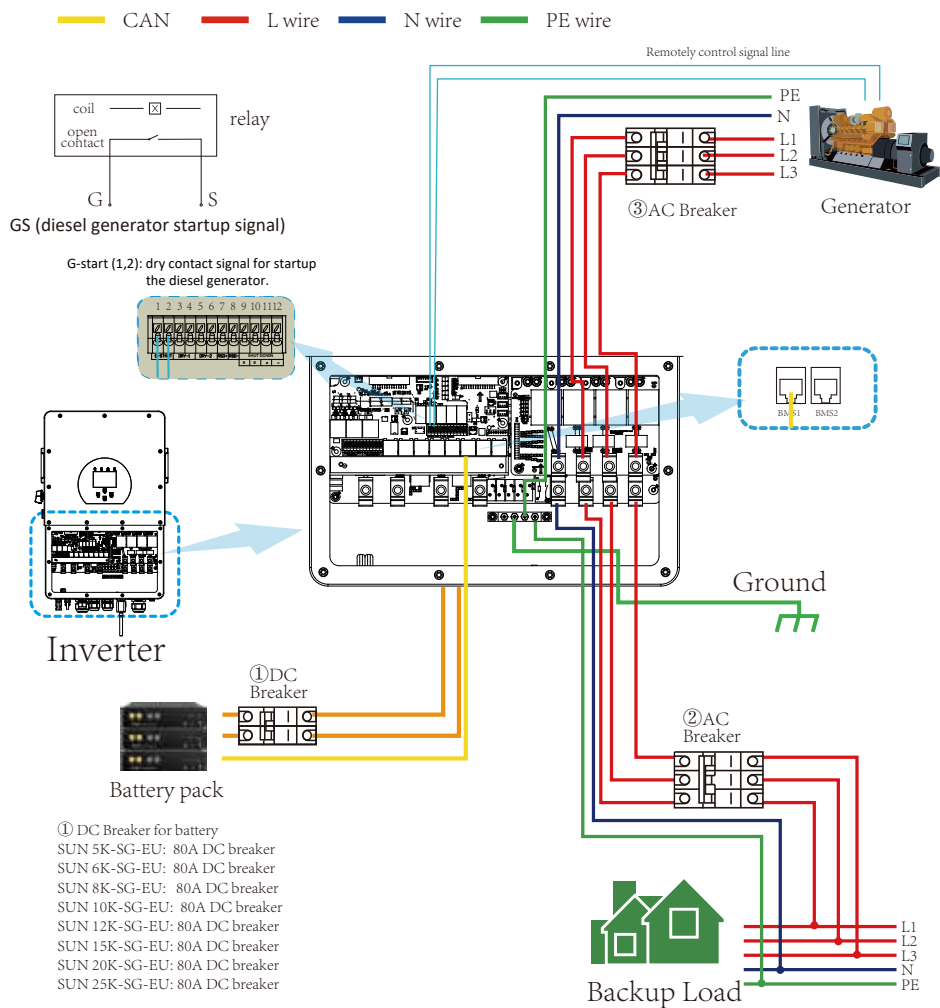 CAN
L wire
N wire
PE wire
Remotely control signal line
coil
X
open
contact
relay
G
S
GS (diesel generator startup signal)
PE
N
L1
L2
L3
③AC Breaker
Generator
G-start (1,2): dry contact signal for startup
the diesel generator.
1 2 3 4 5 6 7 8 9 10 11 12
BMS1
BMS2
Inverter
Ground
①DC
Breaker
②AC
Breaker
Battery pack
① DC Breaker for battery
SUN 5K-SG-EU: 80A DC breaker
SUN 6K-SG-EU: 80A DC breaker
SUN 8K-SG-EU: 80A DC breaker
SUN 10K-SG-EU: 80A DC breaker
SUN 12K-SG-EU: 80A DC breaker
SUN 15K-SG-EU: 80A DC breaker
SUN 20K-SG-EU: 80A DC breaker
SUN 25K-SG-EU: 80A DC breaker
Backup Load
L1
L2
L3
N
PE